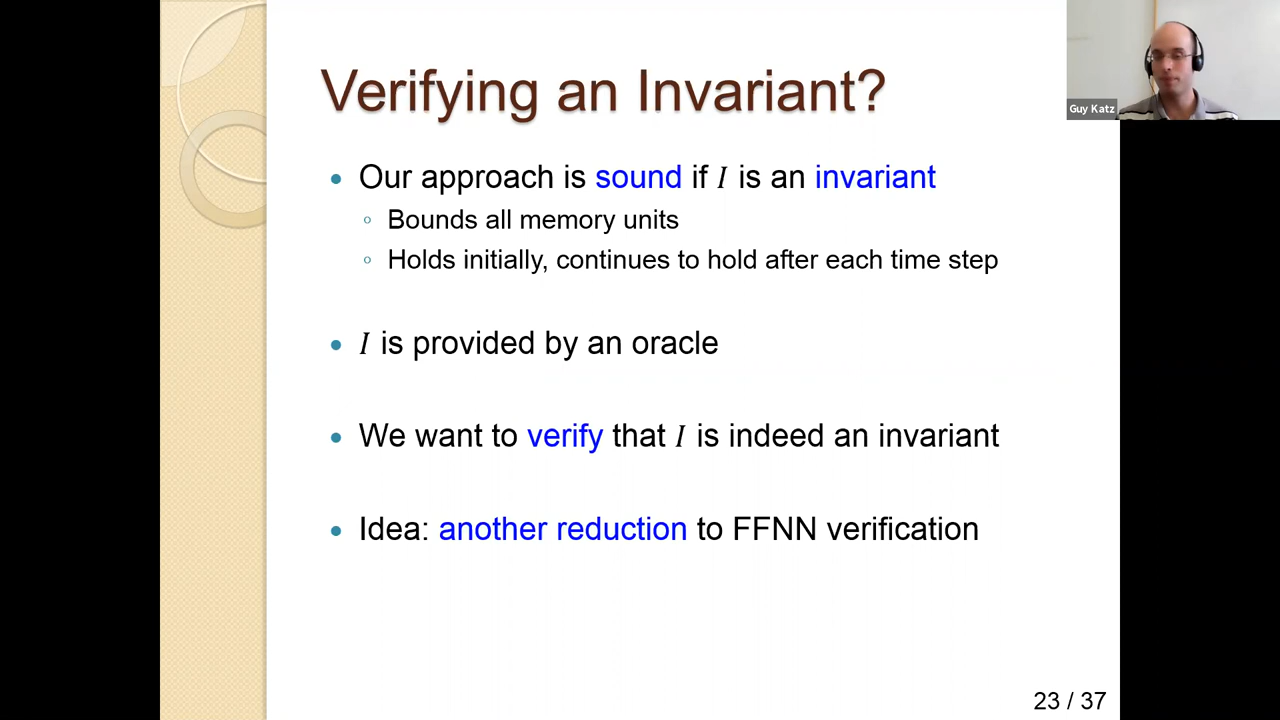 Verifying an Invariant?
Guy Katz
• Our approach is sound if I is an invariant
◦ Bounds all memory units
◦ Holds initially, continues to hold after each time step
• I is provided by an oracle
• We want to verify that I is indeed an invariant
• Idea: another reduction to FFNN verification
23 / 37